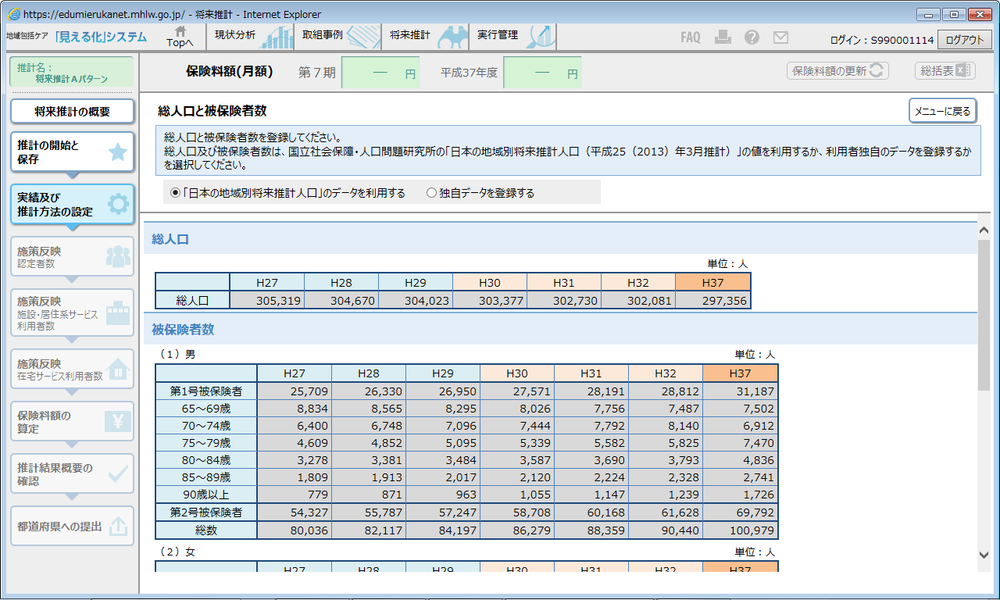 https://edumierukanet.mhlw.go.jp/ - 将来推計 - Internet Explorer
地域包括ケア「見える化」システム
Topへ
現状分析
取組事例
将来推計
実行管理
FAQ
ログイン：S990001114
ログアウト
推計名：
将来推計Aパターン
保険料額(月額) 第７期 ― 円 平成37年度 ― 円
保険料額の更新
総括表
将来推計の概要
推計の開始と
保存
実績及び
推計方法の設定
施策反映
認定者数
施策反映
施設・居住系サービス
利用者数
施策反映
在宅サービス利用者数
保険料額の
算定
推計結果概要の
確認
都道府県への提出
総人口と被保険者数
メニューに戻る
総人口と被保険者数を登録してください。
総人口及び被保険者数は、国立社会保障・人口問題研究所の「日本の地域別将来推計人口（平成25（2013）年3月推計）」の値を利用するか、利用者独自のデータを登録するか
を選択してください。
「日本の地域別将来推計人口」のデータを利用する 独自データを登録する
総人口
単位：人
H27 H28 H29 H30 H31 H32 H37
総人口 305,319 304,670 304,023 303,377 302,730 302,081 297,356
被保険者数
（1）男 単位：人
H27 H28 H29 H30 H31 H32 H37
第1号被保険者 25,709 26,330 26,950 27,571 28,191 28,812 31,187
65～69歳 8,834 8,565 8,295 8,026 7,756 7,487 7,502
70～74歳 6,400 6,748 7,096 7,444 7,792 8,140 6,912
75～79歳 4,609 4,852 5,095 5,339 5,582 5,825 7,470
80～84歳 3,278 3,381 3,484 3,587 3,690 3,793 4,836
85～89歳 1,809 1,913 2,017 2,120 2,224 2,328 2,741
90歳以上 779 871 963 1,055 1,147 1,239 1,726
第2号被保険者 54,327 55,787 57,247 58,708 60,168 61,628 69,792
総数 80,036 82,117 84,197 86,279 88,359 90,440 100,979
（2）女 単位：人
H27 H28 H29 H30 H31 H32 H37